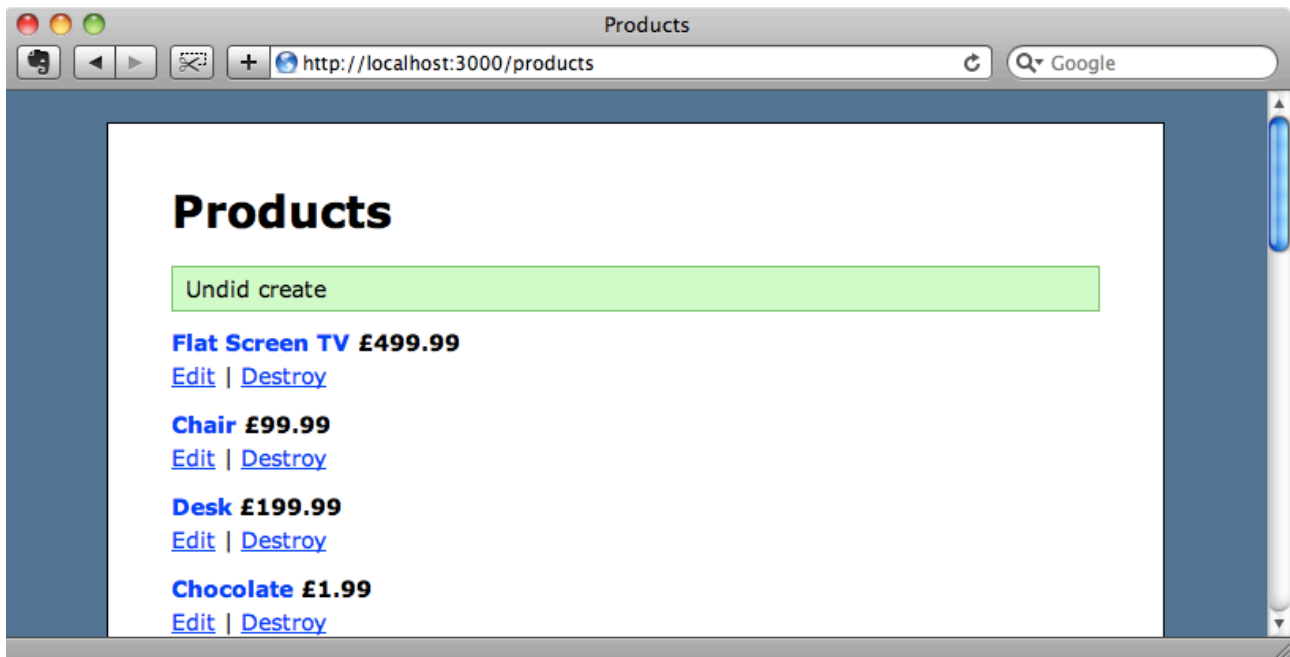 Products
http://localhost:3000/products
Google
Products
Undid create
Flat Screen TV £499.99
Edit | Destroy
Chair £99.99
Edit | Destroy
Desk £199.99
Edit | Destroy
Chocolate £1.99
Edit | Destroy